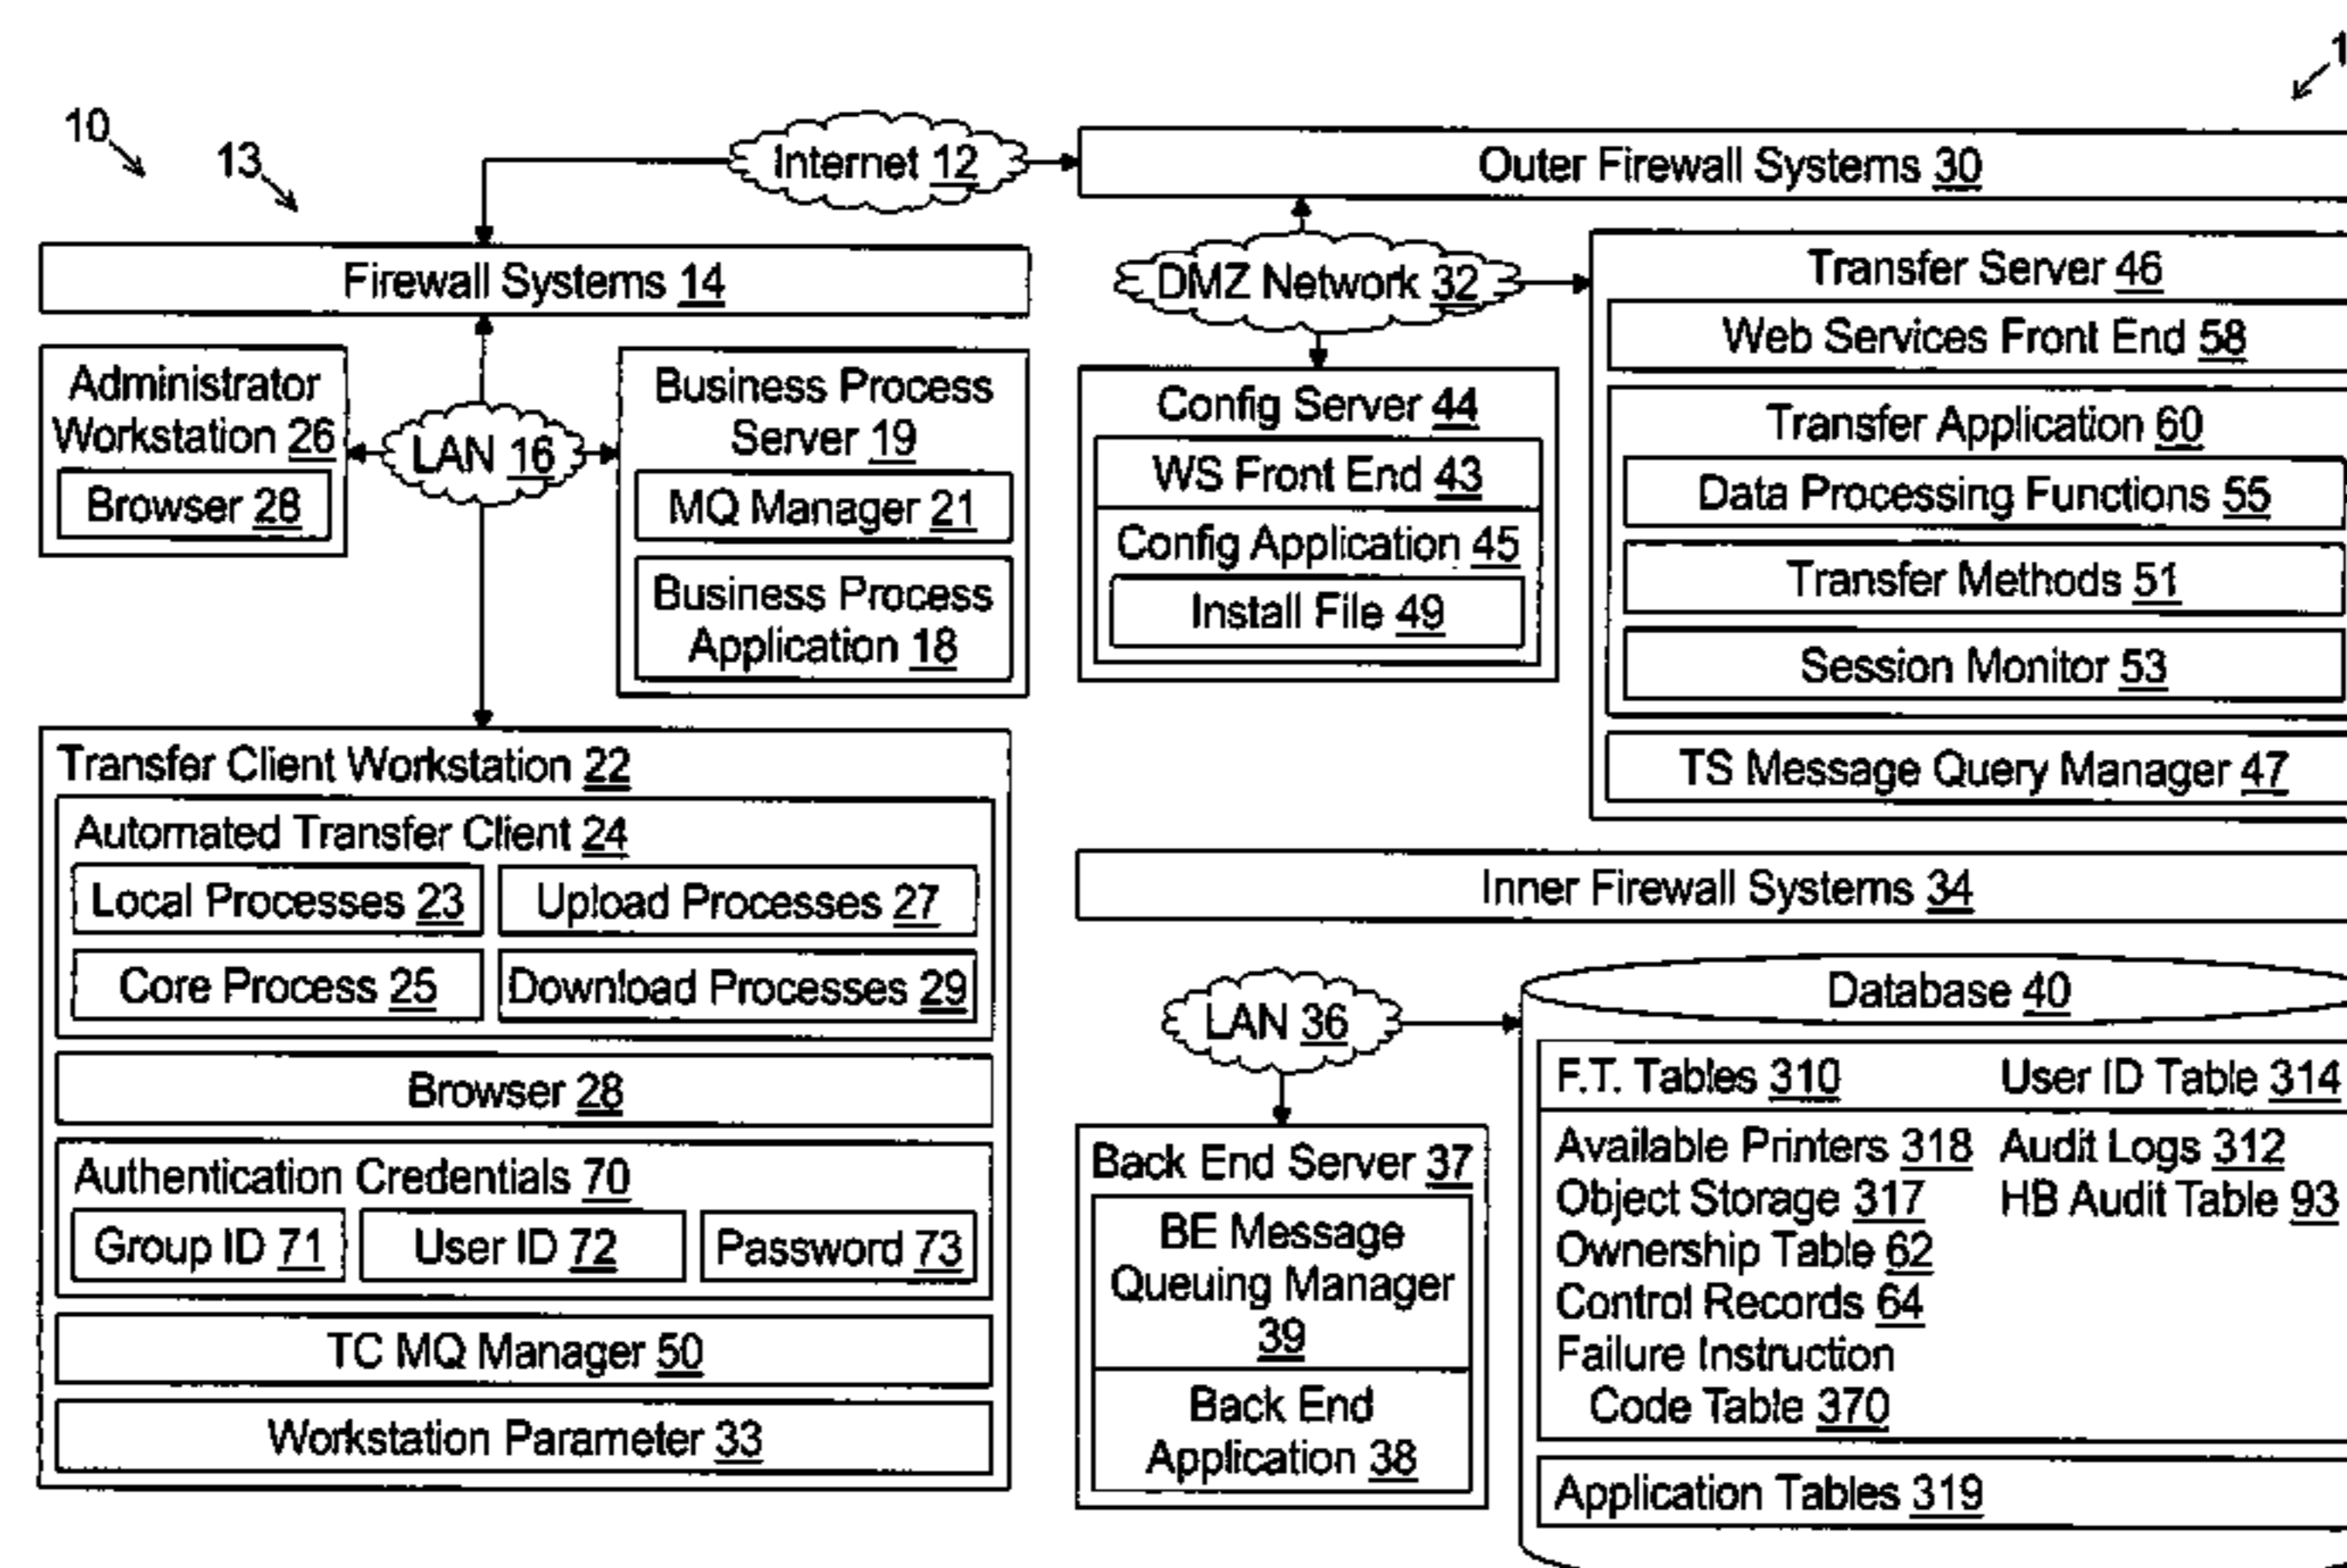 10
13
1
Internet 12
Outer Firewall Systems 30
Firewall Systems 14
DMZ Network 32
Administrator
Workstation 26
Browser 28
LAN 16
Business Process
Server 19
MQ Manager 21
Business Process
Application 18
Config Server 44
WS Front End 43
Config Application 45
Install File 49
Transfer Server 46
Web Services Front End 58
Transfer Application 60
Data Processing Functions 55
Transfer Methods 51
Session Monitor 53
TS Message Query Manager 47
Transfer Client Workstation 22
Automated Transfer Client 24
Local Processes 23
Upload Processes 27
Core Process 25
Download Processes 29
Browser 28
Authentication Credentials 70
Group ID 71
User ID 72
Password 73
TC MQ Manager 50
Workstation Parameter 33
Inner Firewall Systems 34
LAN 36
Back End Server 37
BE Message
Queuing Manager
39
Back End
Application 38
Database 40
F.T. Tables 310
User ID Table 314
Available Printers 318
Audit Logs 312
Object Storage 317
HB Audit Table 93
Ownership Table 62
Control Records 64
Failure Instruction
Code Table 370
Application Tables 319